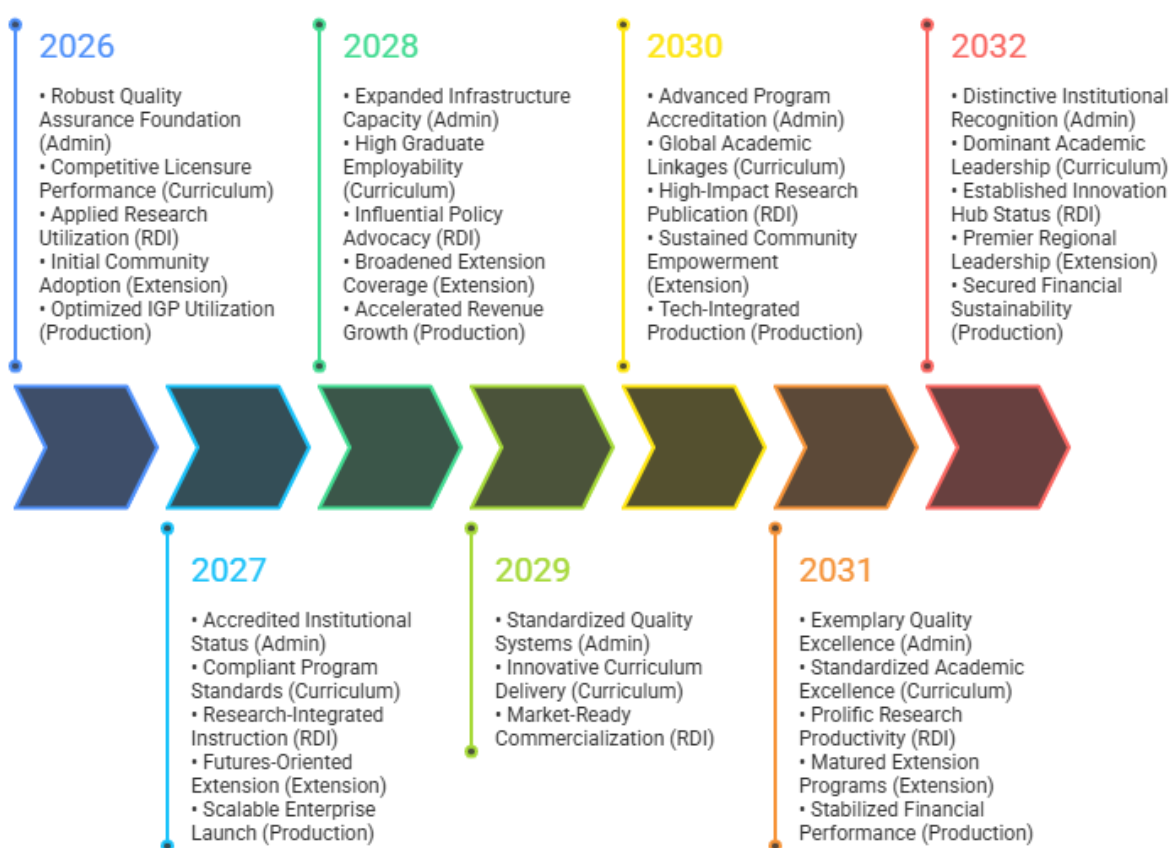 2026
• Robust Quality
Assurance Foundation
(Admin)
• Competitive Licensure
Performance (Curriculum)
• Applied Research
Utilization (RDI)
• Initial Community
Adoption (Extension)
• Optimized IGP Utilization
(Production)
2028
• Expanded Infrastructure
Capacity (Admin)
• High Graduate
Employability
(Curriculum)
• Influential Policy
Advocacy (RDI)
• Broadened Extension
Coverage (Extension)
• Accelerated Revenue
Growth (Production)
2030
• Advanced Program
Accreditation (Admin)
• Global Academic
Linkages (Curriculum)
• High-Impact Research
Publication (RDI)
• Sustained Community
Empowerment
(Extension)
• Tech-Integrated
Production (Production)
2032
• Distinctive Institutional
Recognition (Admin)
• Dominant Academic
Leadership (Curriculum)
• Established Innovation
Hub Status (RDI)
• Premier Regional
Leadership (Extension)
• Secured Financial
Sustainability
(Production)
2027
• Accredited Institutional
Status (Admin)
• Compliant Program
Standards (Curriculum)
• Research-Integrated
Instruction (RDI)
• Futures-Oriented
Extension (Extension)
• Scalable Enterprise
Launch (Production)
2029
• Standardized Quality
Systems (Admin)
• Innovative Curriculum
Delivery (Curriculum)
• Market-Ready
Commercialization (RDI)
2031
• Exemplary Quality
Excellence (Admin)
• Standardized Academic
Excellence (Curriculum)
• Prolific Research
Productivity (RDI)
• Matured Extension
Programs (Extension)
• Stabilized Financial
Performance (Production)